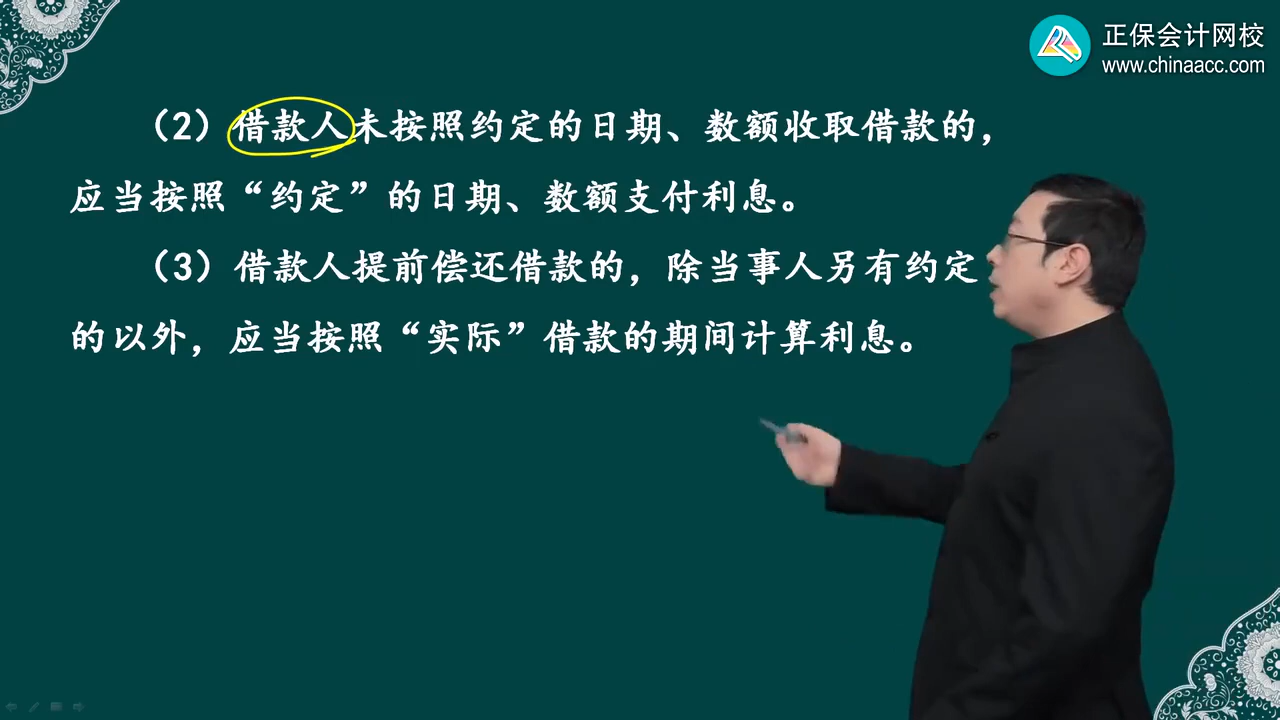 正保会计网校
www.chinaacc.com
（2）借款人未按照约定的日期、数额收取借款的，
应当按照“约定”的日期、数额支付利息。
（3）借款人提前偿还借款的，除当事人另有约定
的以外，应当按照“实际”借款的期间计算利息。